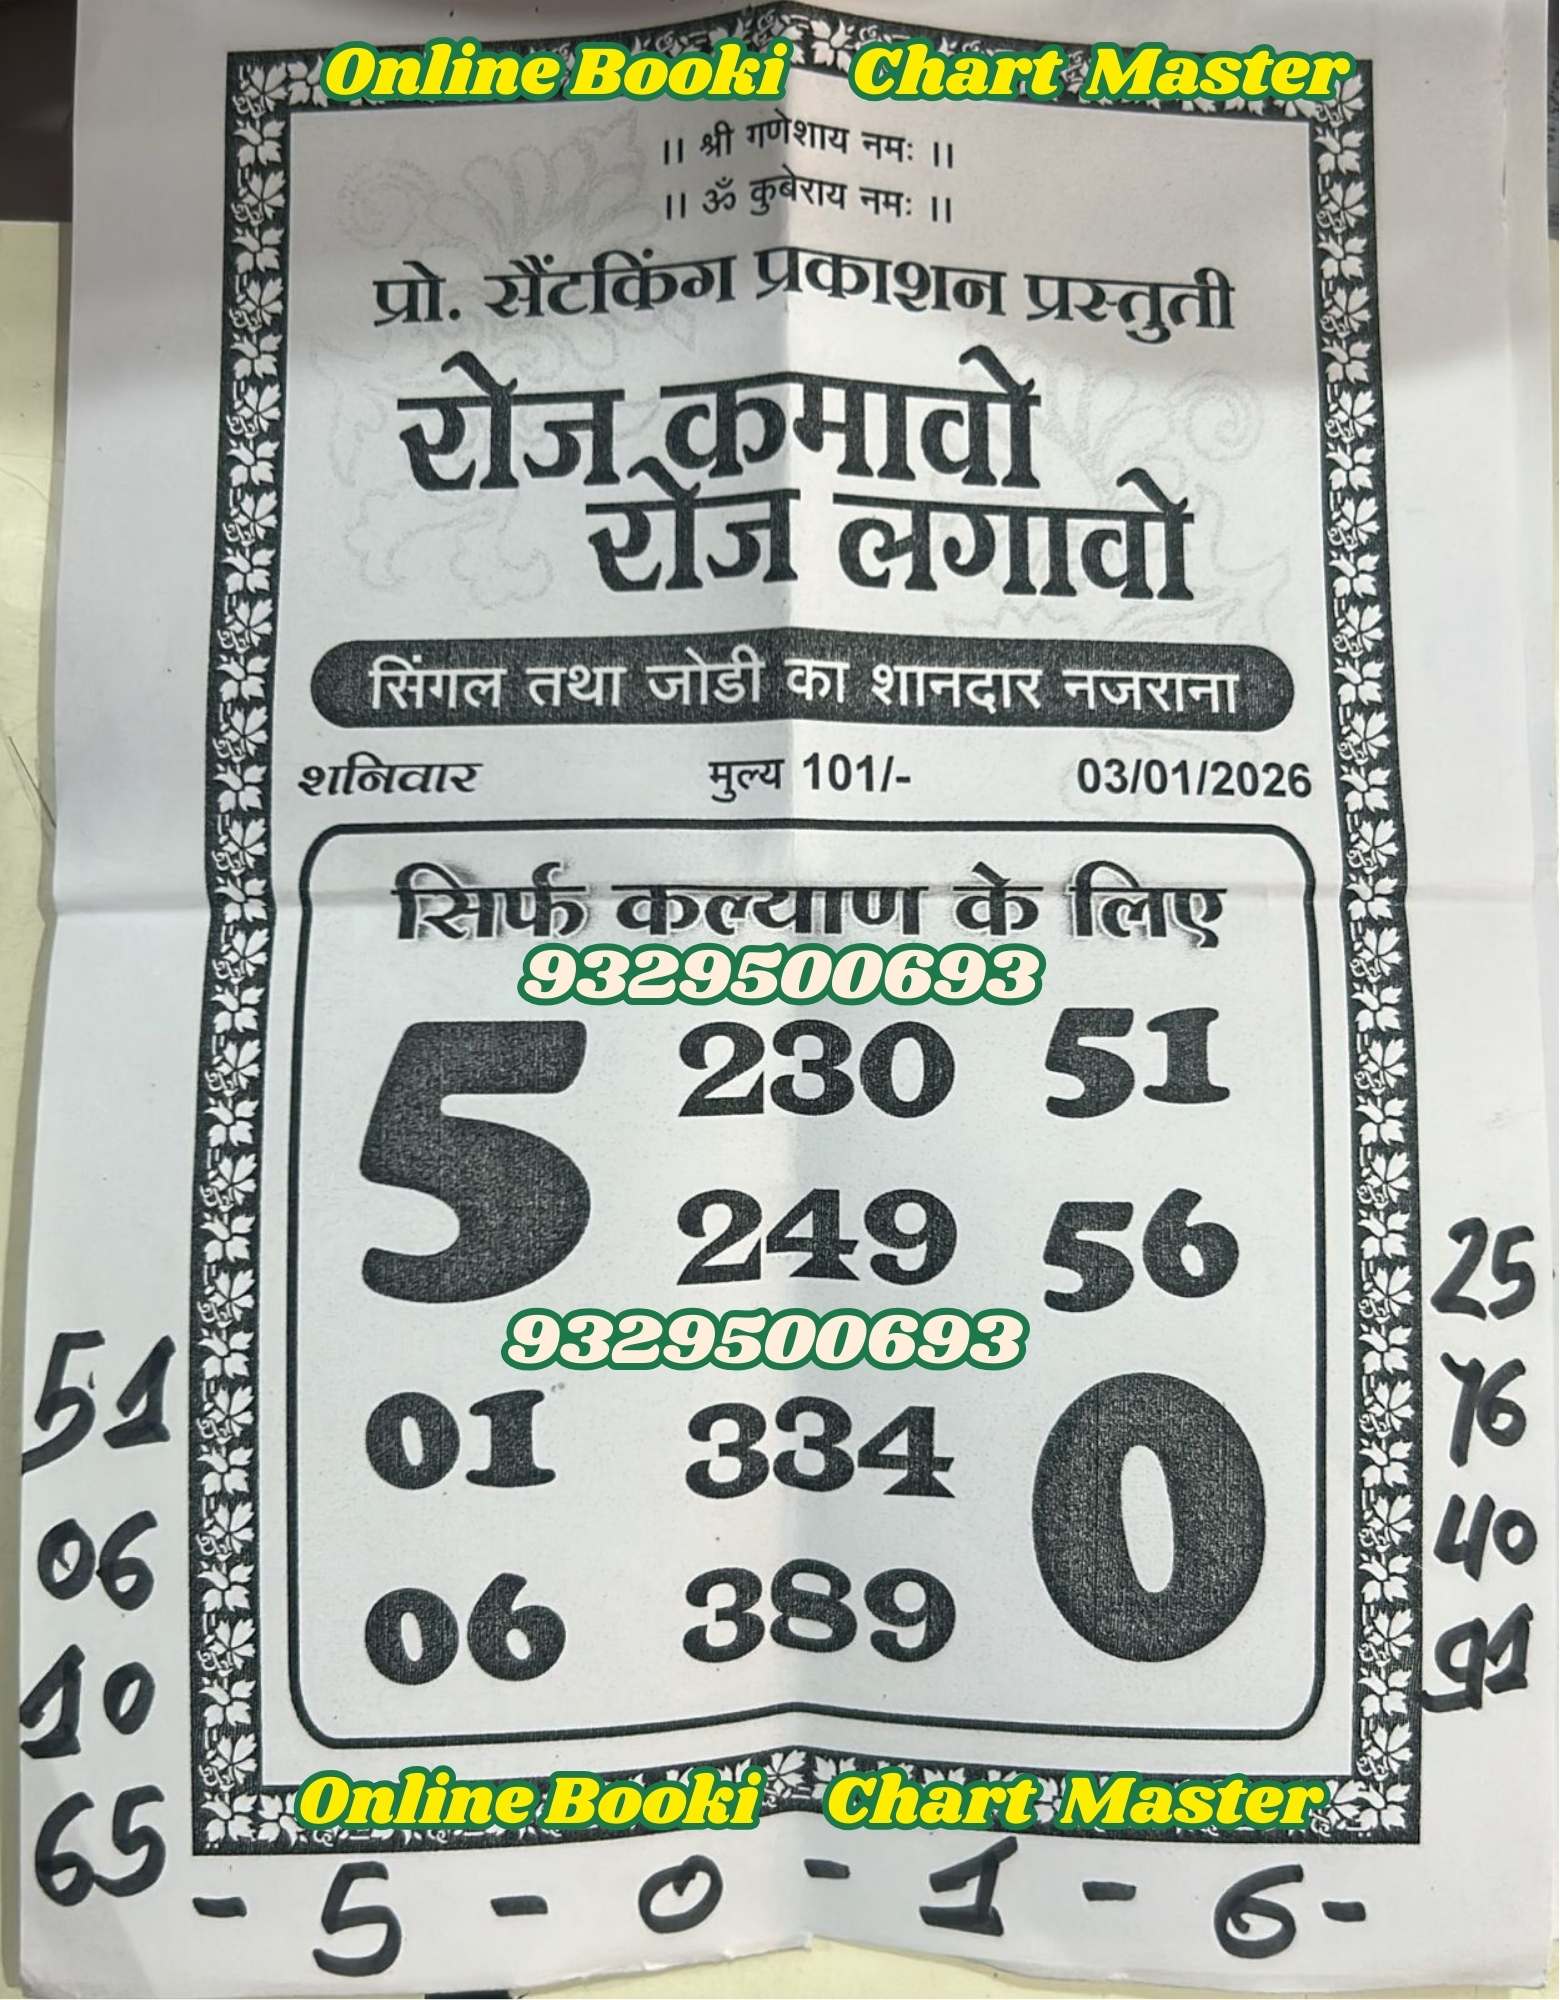 Online Booki Chart Master
।। श्री गणेशाय नमः ।।
।। ॐ कुबेराय नमः ।।
प्रो. सैंटकिंग प्रकाशन प्रस्तुती
रोज कमावो
रोज लगावो
सिंगल तथा जोडी का शानदार नजराना
शनिवार मुल्य 101/- 03/01/2026
सिर्फ कल्याण के लिए
9329500693
5 230 51
249 56
9329500693
01 334 0
06 389
51
06
10
65
25
76
40
91
Online Booki Chart Master
- 5 - 0 - 1 - 6 -